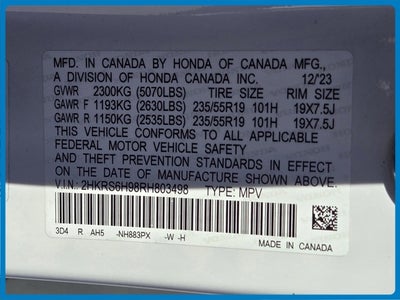 MFD. IN CANADA BY HONDA OF CANADA MFG.,
A DIVISION OF HONDA CANADA INC. 12/'23
GVWR 2300KG (5070LBS) TIRE SIZE RIM SIZE
GAWR F 1193KG (2630LBS) 235/55R19 101H 19X7.5J
GAWR R 1150KG (2535LBS) 235/55R19 101H 19X7.5J
THIS VEHICLE CONFORMS TO ALL APPLICABLE
FEDERAL MOTOR VEHICLE SAFETY
AND THEFT PREVENTION STANDARDS IN EFFECT
ON THE DATE OF MANUFACTURE SHOWN ABOVE.
V.I.N.: 2HKRS6H98RH803498 TYPE: MPV
3D4 R AH5 -NH883PX -W -H
MADE IN CANADA